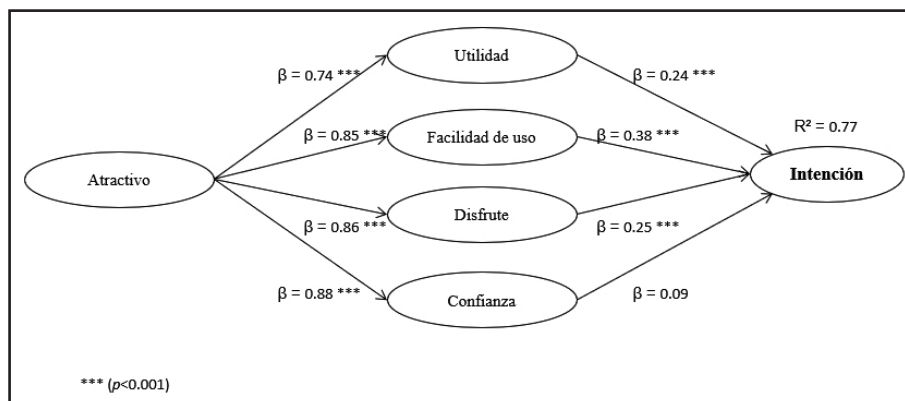 Utilidad
β = 0.74 ***
β = 0.24 ***
R² = 0.77
β = 0.85 ***
Facilidad de uso
β = 0.38 ***
Atractivo
Intención
Disfrute
β = 0.86 ***
β = 0.25 ***
β = 0.88 ***
Confianza
β = 0.09
*** (p<0.001)